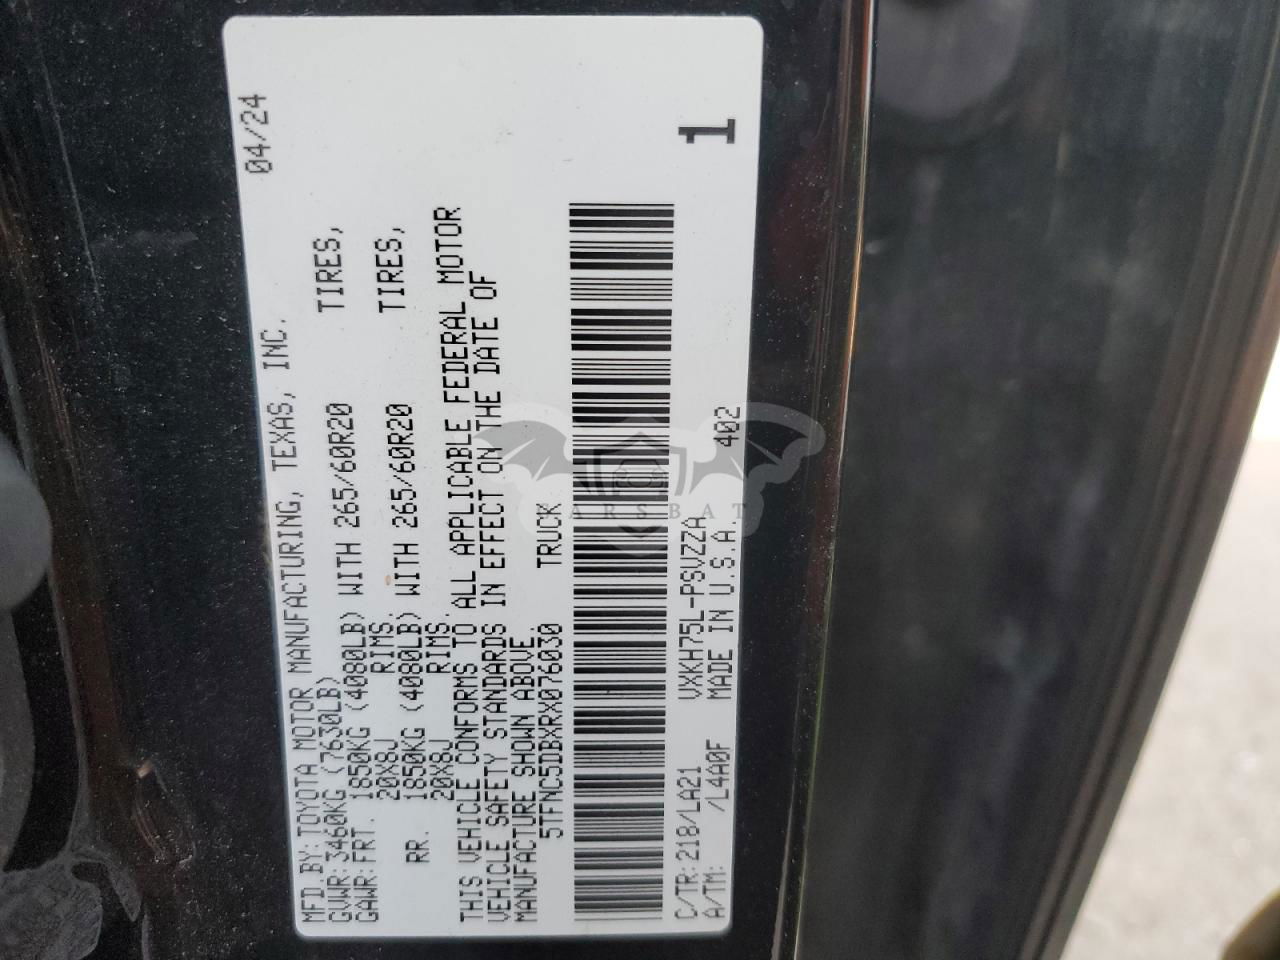 MFD.BY:TOYOTA MOTOR MANUFACTURING, TEXAS, INC. 04/24
GVWR:3460KG (7630LB)
GAWR:FRT. 1850KG (4080LB) WITH 265/60R20 TIRES,
20X8J RIMS.
RR. 1850KG (4080LB) WITH 265/60R20 TIRES,
20X8J RIMS.
THIS VEHICLE CONFORMS TO ALL APPLICABLE FEDERAL MOTOR
VEHICLE SAFETY STANDARDS IN EFFECT ON THE DATE OF
MANUFACTURE SHOWN ABOVE
5TFNC5DBXRX076030 TRUCK
C/TR:218/LA21 VXKH75L-PSVZZA
A/TM: /L4A0F MADE IN U.S.A. 402
1
CARSBAT